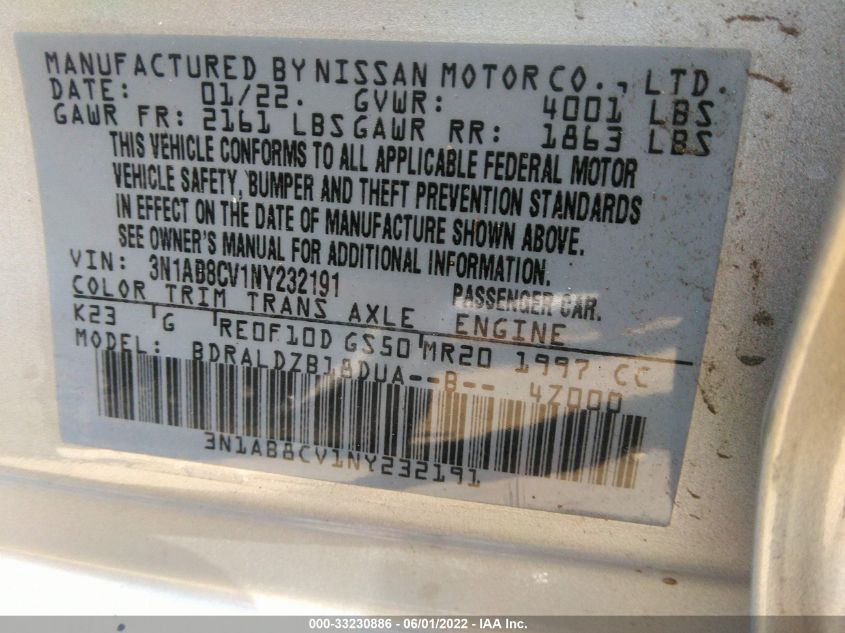 MANUFACTURED BY NISSAN MOTOR CO., LTD.
DATE: 01/22. GVWR: 4001 LBS
GAWR FR: 2161 LBS GAWR RR: 1863 LBS
THIS VEHICLE CONFORMS TO ALL APPLICABLE FEDERAL MOTOR
VEHICLE SAFETY, BUMPER AND THEFT PREVENTION STANDARDS
IN EFFECT ON THE DATE OF MANUFACTURE SHOWN ABOVE.
SEE OWNER'S MANUAL FOR ADDITIONAL INFORMATION.
VIN: 3N1AB8CV1NY232191 PASSENGER CAR.
COLOR TRIM TRANS AXLE ENGINE
K23 G RE0F10D GS50 MR20 1997 CC
MODEL: BDRALDZB18DUA--B-- 4Z000
3N1AB8CV1NY232191
000-33230886 - 06/01/2022 - IAA Inc.